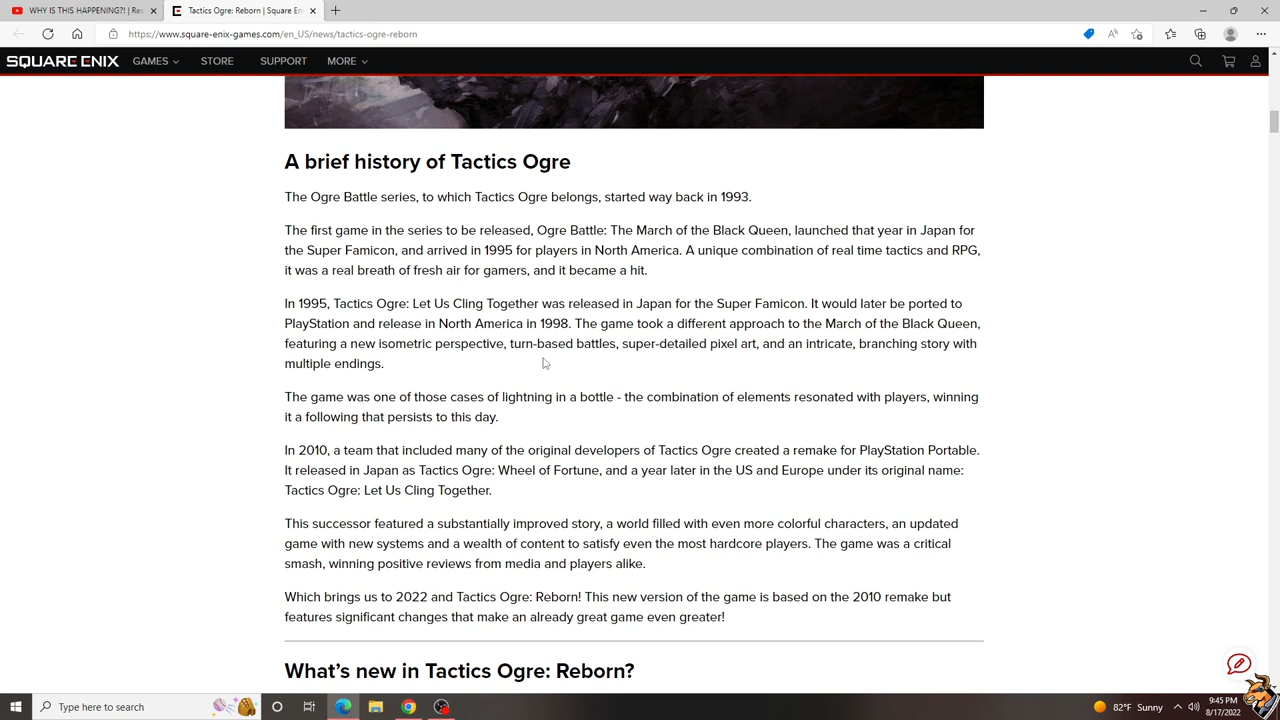 WHY IS THIS HAPPENING?! | Re
Tactics Ogre: Reborn | Square En
https://www.square-enix-games.com/en_US/news/tactics-ogre-reborn
SQUARE ENIX GAMES STORE SUPPORT MORE
A brief history of Tactics Ogre
The Ogre Battle series, to which Tactics Ogre belongs, started way back in 1993.
The first game in the series to be released, Ogre Battle: The March of the Black Queen, launched that year in Japan for
the Super Famicon, and arrived in 1995 for players in North America. A unique combination of real time tactics and RPG,
it was a real breath of fresh air for gamers, and it became a hit.
In 1995, Tactics Ogre: Let Us Cling Together was released in Japan for the Super Famicon. It would later be ported to
PlayStation and release in North America in 1998. The game took a different approach to the March of the Black Queen,
featuring a new isometric perspective, turn-based battles, super-detailed pixel art, and an intricate, branching story with
multiple endings.
The game was one of those cases of lightning in a bottle - the combination of elements resonated with players, winning
it a following that persists to this day.
In 2010, a team that included many of the original developers of Tactics Ogre created a remake for PlayStation Portable.
It released in Japan as Tactics Ogre: Wheel of Fortune, and a year later in the US and Europe under its original name:
Tactics Ogre: Let Us Cling Together.
This successor featured a substantially improved story, a world filled with even more colorful characters, an updated
game with new systems and a wealth of content to satisfy even the most hardcore players. The game was a critical
smash, winning positive reviews from media and players alike.
Which brings us to 2022 and Tactics Ogre: Reborn! This new version of the game is based on the 2010 remake but
features significant changes that make an already great game even greater!
What's new in Tactics Ogre: Reborn?
Type here to search
82°F Sunny
9:45 PM
8/17/2022